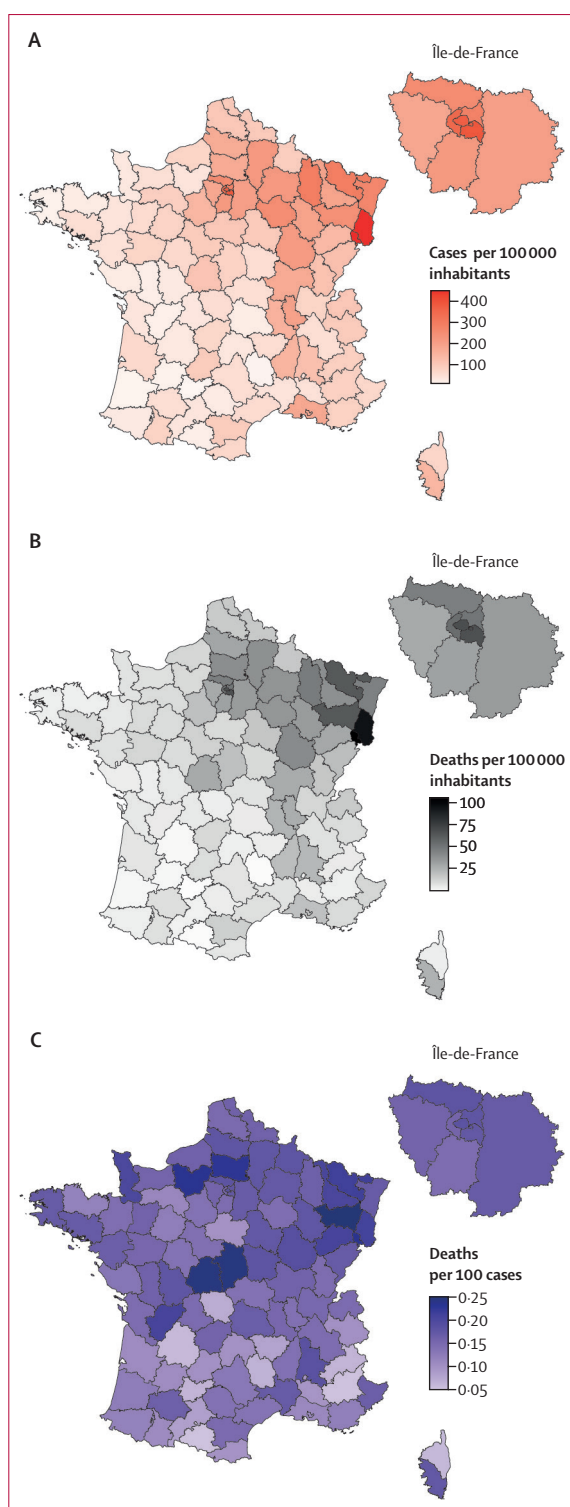 A
Île-de-France
Cases per 100 000
inhabitants
400
300
200
100
B
Île-de-France
Deaths per 100 000
inhabitants
100
75
50
25
C
Île-de-France
Deaths
per 100 cases
0·25
0·20
0·15
0·10
0·05